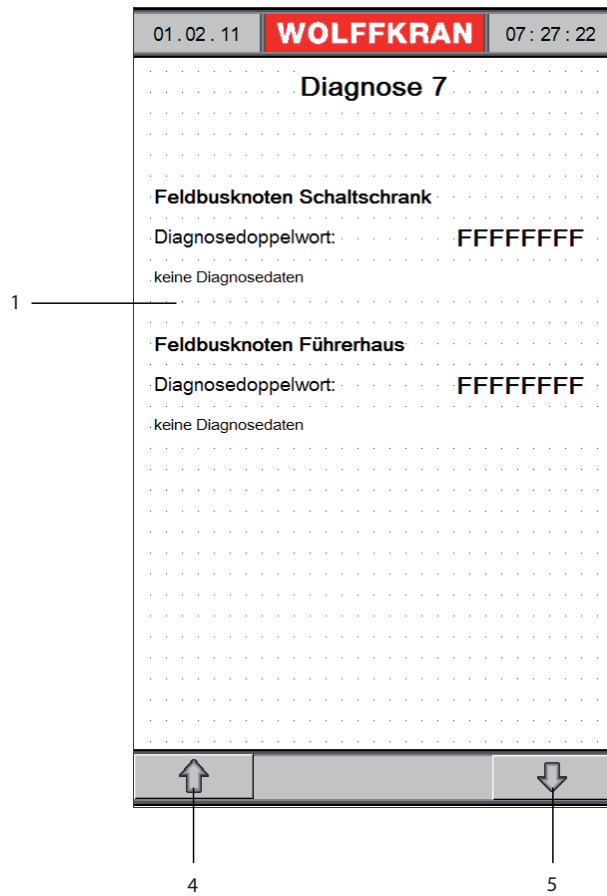 01.02.11 WOLFFKRAN 07:27:22
Diagnose 7
Feldbusknoten Schaltschrank
Diagnosedoppelwort: FFFFFFFF
keine Diagnosedaten
1
Feldbusknoten Führerhaus
Diagnosedoppelwort: FFFFFFFF
keine Diagnosedaten
4 5